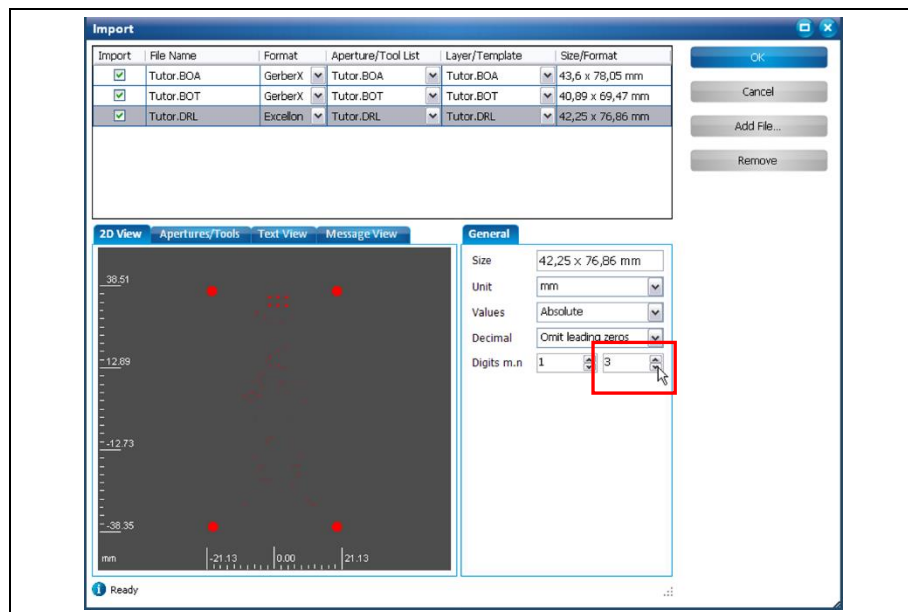 Import
Import File Name Format Aperture/Tool List Layer/Template Size/Format
Tutor.BOA GerberX Tutor.BOA Tutor.BOA 43,6 x 78,05 mm
Tutor.BOT GerberX Tutor.BOT Tutor.BOT 40,89 x 69,47 mm
Tutor.DRL Excellon Tutor.DRL Tutor.DRL 42,25 x 76,86 mm
OK
Cancel
Add File...
Remove
2D View Apertures/Tools Text View Message View
38.51
12.89
-12.73
-38.35
mm -21.13 0.00 21.13
General
Size 42,25 x 76,86 mm
Unit mm
Values Absolute
Decimal Omit leading zeros
Digits m.n 1 3
Ready